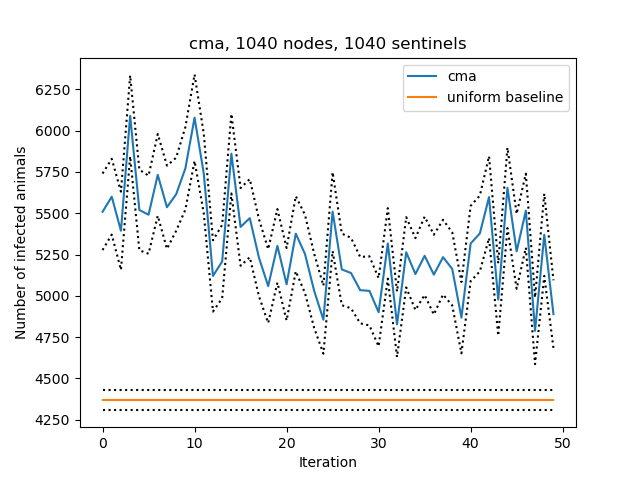 cma, 1040 nodes, 1040 sentinels
cma
uniform baseline
Number of infected animals
6250
6000
5750
5500
5250
5000
4750
4500
4250
0 10 20 30 40 50
Iteration